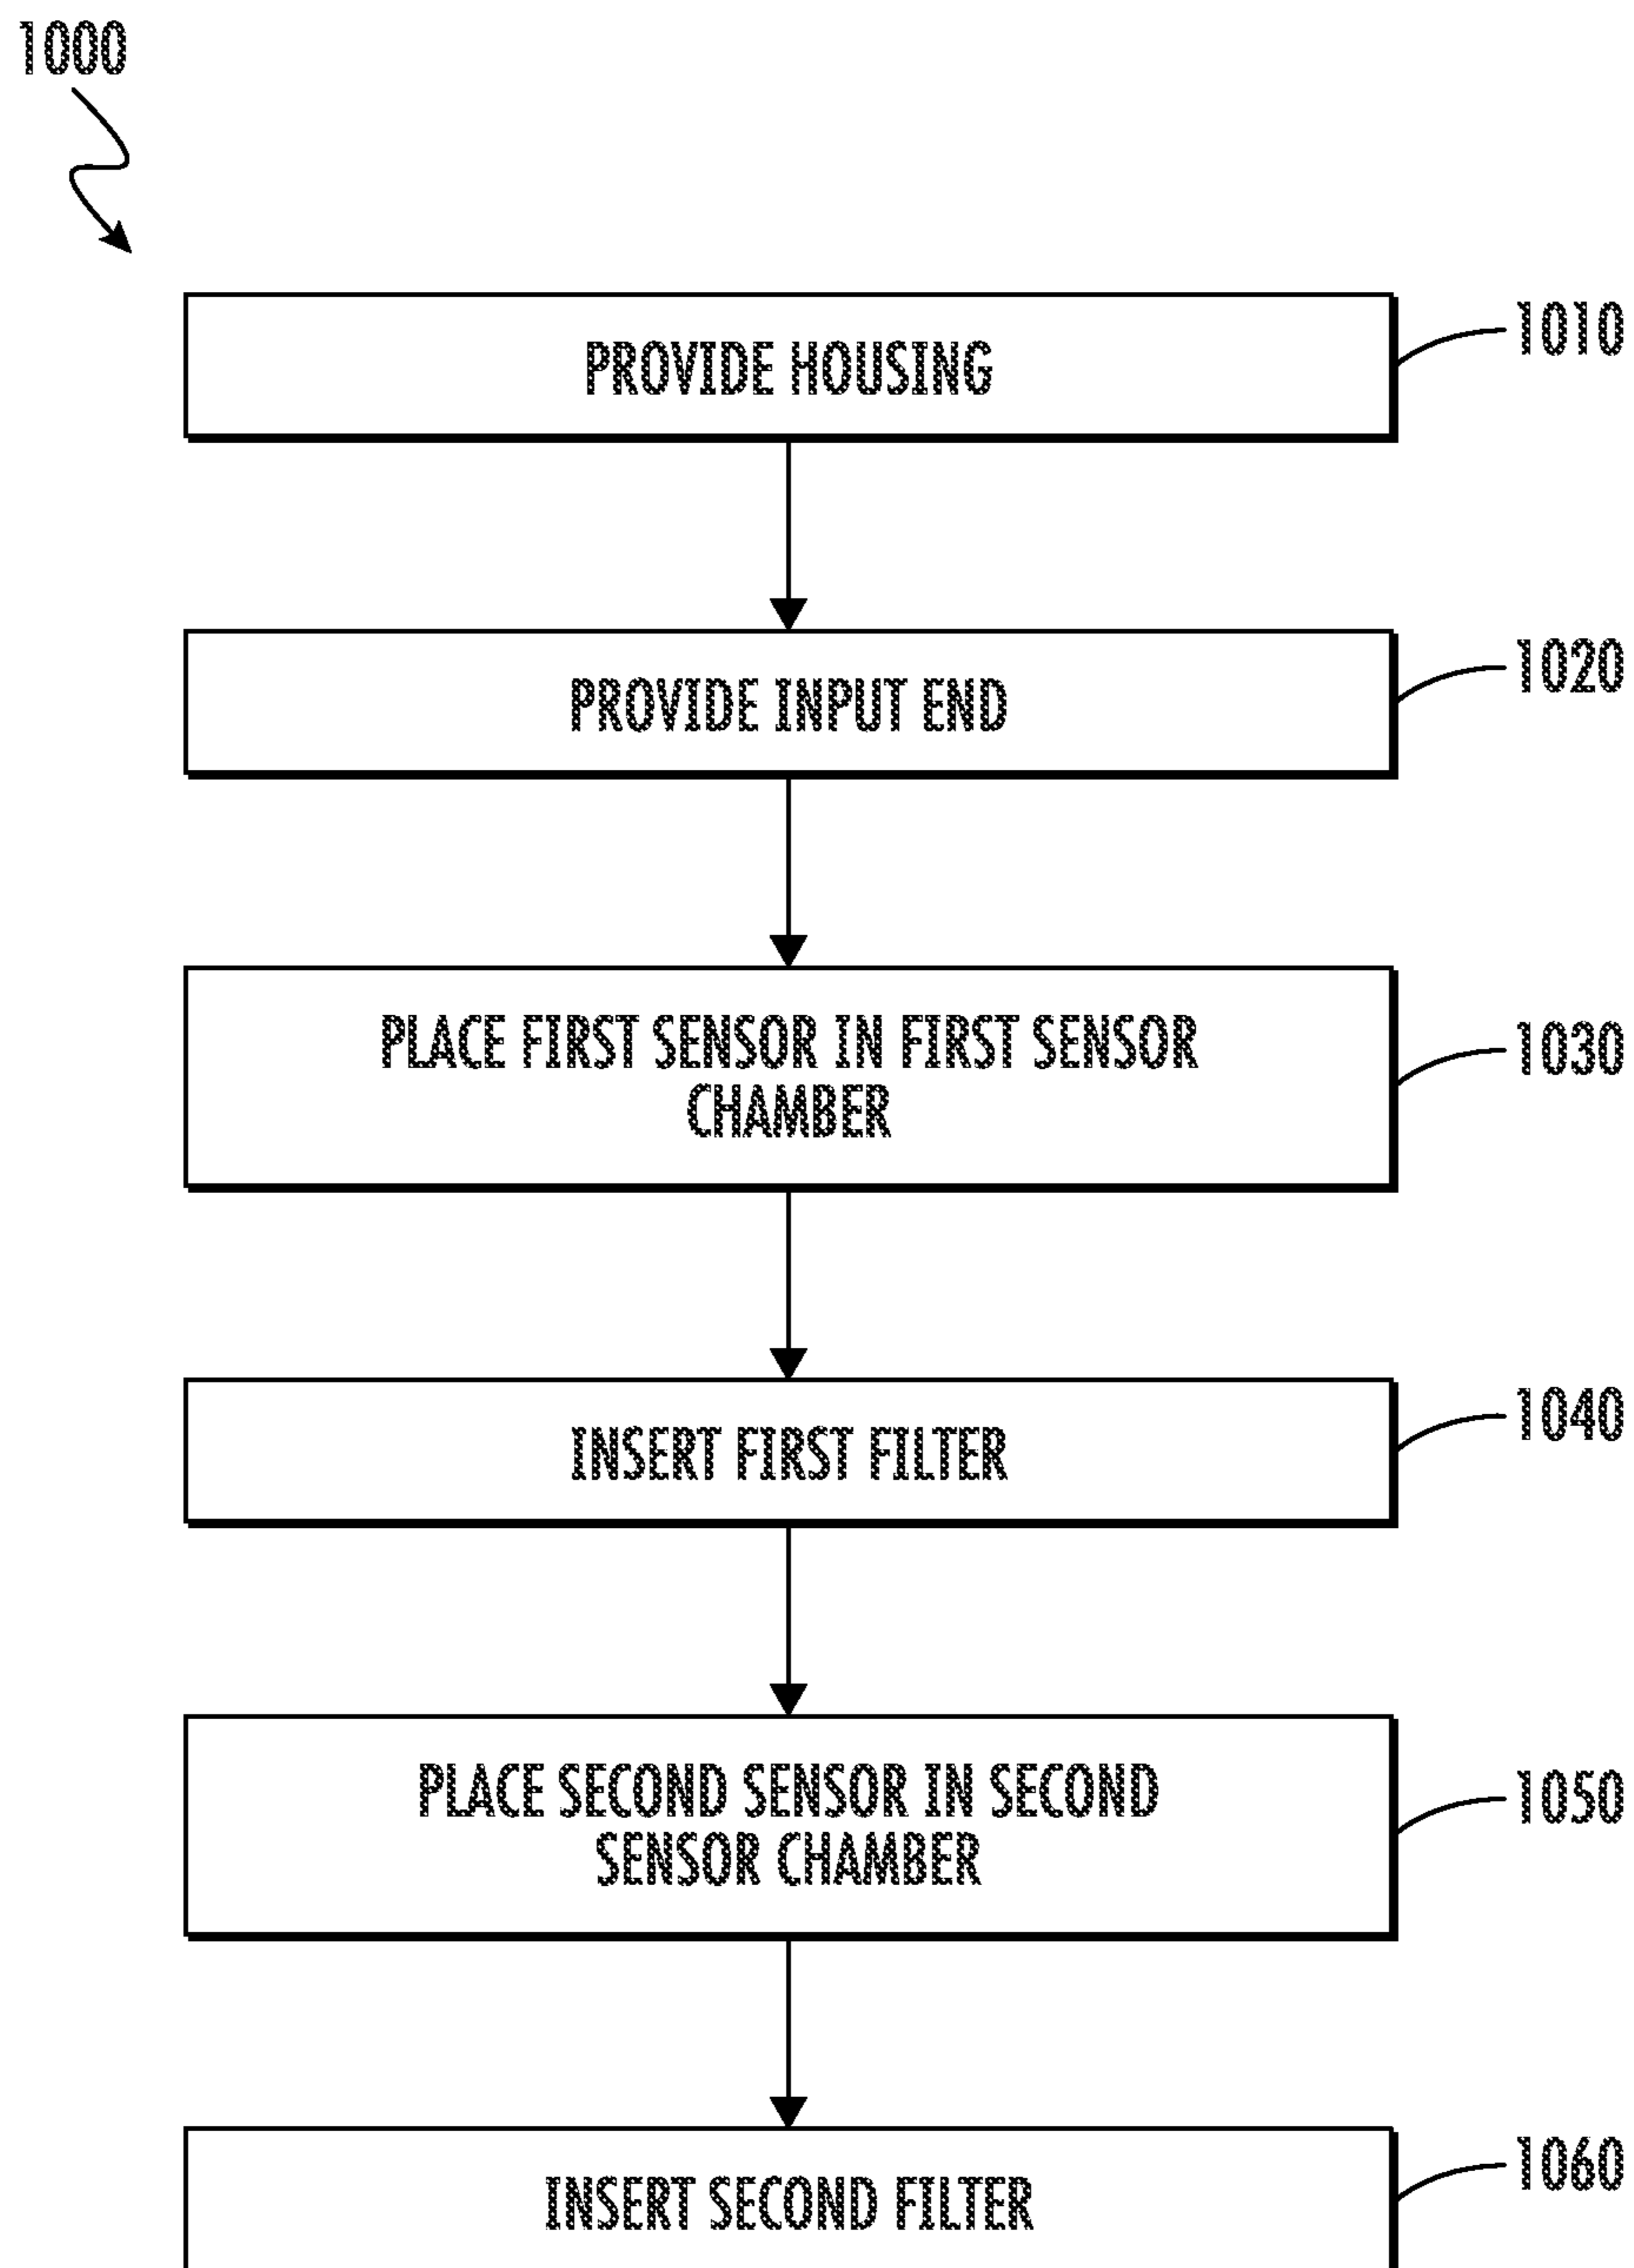 1000
PROVIDE HOUSING
1010
PROVIDE INPUT END
1020
PLACE FIRST SENSOR IN FIRST SENSOR
CHAMBER
1030
INSERT FIRST FILTER
1040
PLACE SECOND SENSOR IN SECOND
SENSOR CHAMBER
1050
INSERT SECOND FILTER
1060